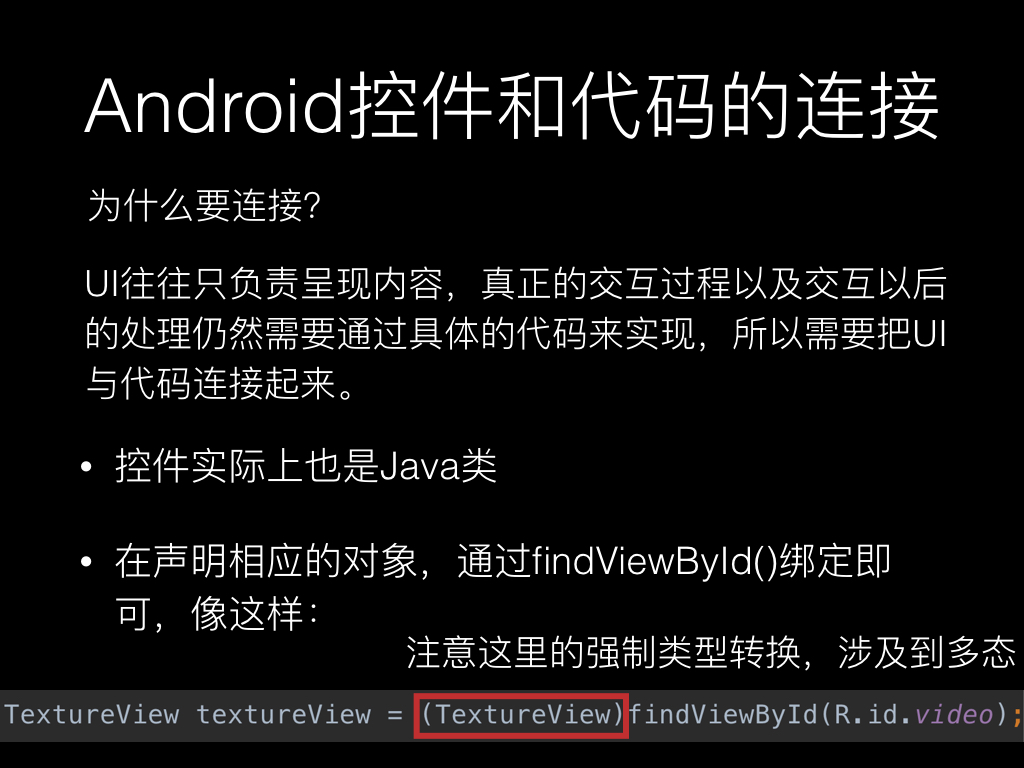 Android控件和代码的连接
为什么要连接？
UI往往只负责呈现内容，真正的交互过程以及交互以后
的处理仍然需要通过具体的代码来实现，所以需要把UI
与代码连接起来。
• 控件实际上也是Java类
• 在声明相应的对象，通过findViewById()绑定即
可，像这样：
注意这里的强制类型转换，涉及到多态
TextureView textureView = (TextureView)findViewById(R.id.video);